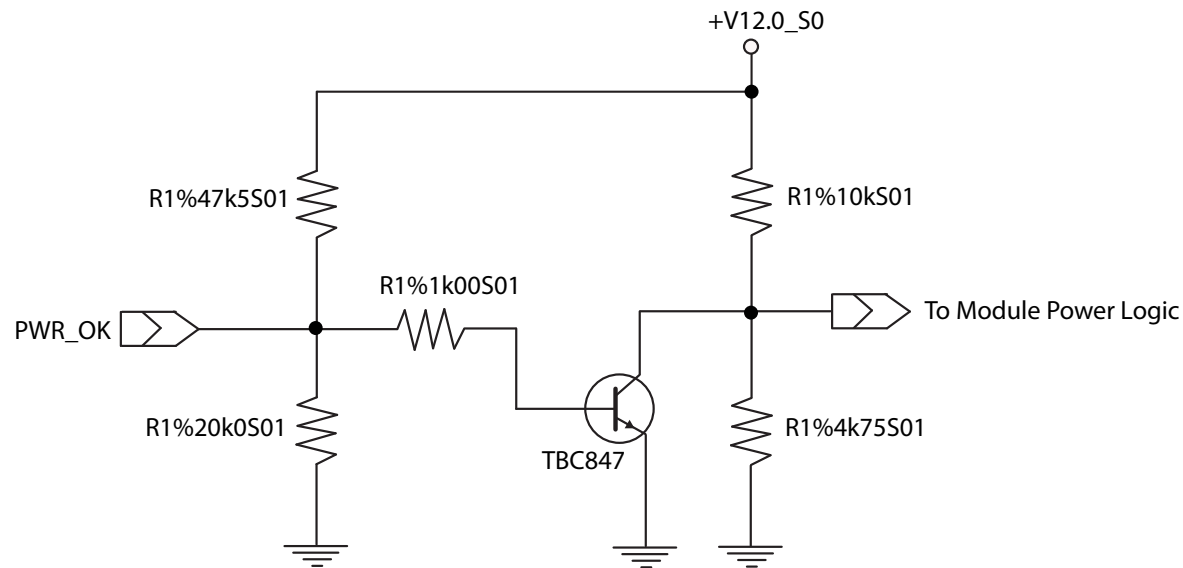 +V12.0_S0
R1%47k5S01
R1%10kS01
R1%1k00S01
PWR_OK
To Module Power Logic
R1%20k0S01
TBC847
R1%4k75S01